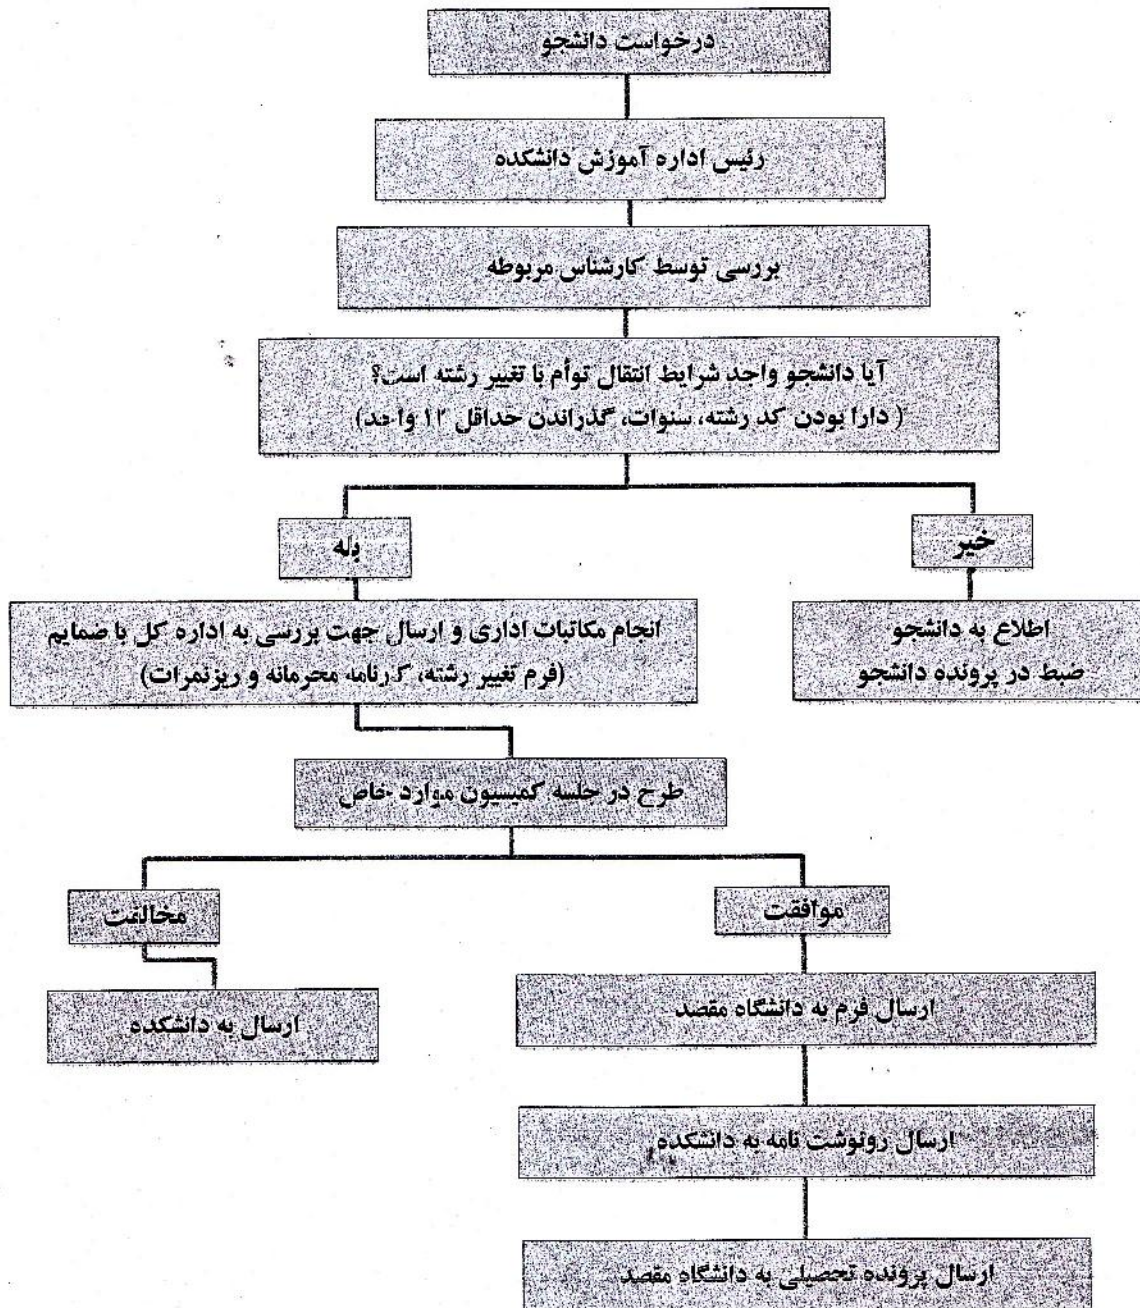 درخواست دانشجو
رئیس اداره آموزش دانشکده
بررسی توسط کارشناس مربوطه
آیا دانشجو واجد شرایط انتقال توأم با تغییر رشته است؟
( دارا بودن کد رشته، سنوات، گذراندن حداقل ۱۲ واحد)
خیر
بله
اطلاع به دانشجو
ضبط در پرونده دانشجو
انجام مکاتبات اداری و ارسال جهت بررسی به اداره کل با ضمایم
(فرم تغییر رشته، کارنامه محرمانه و ریزنمرات)
طرح در جلسه کمیسیون موارد خاص
موافقت
مخالفت
ارسال فرم به دانشگاه مقصد
ارسال به دانشکده
ارسال رونوشت نامه به دانشکده
ارسال پرونده تحصیلی به دانشگاه مقصد